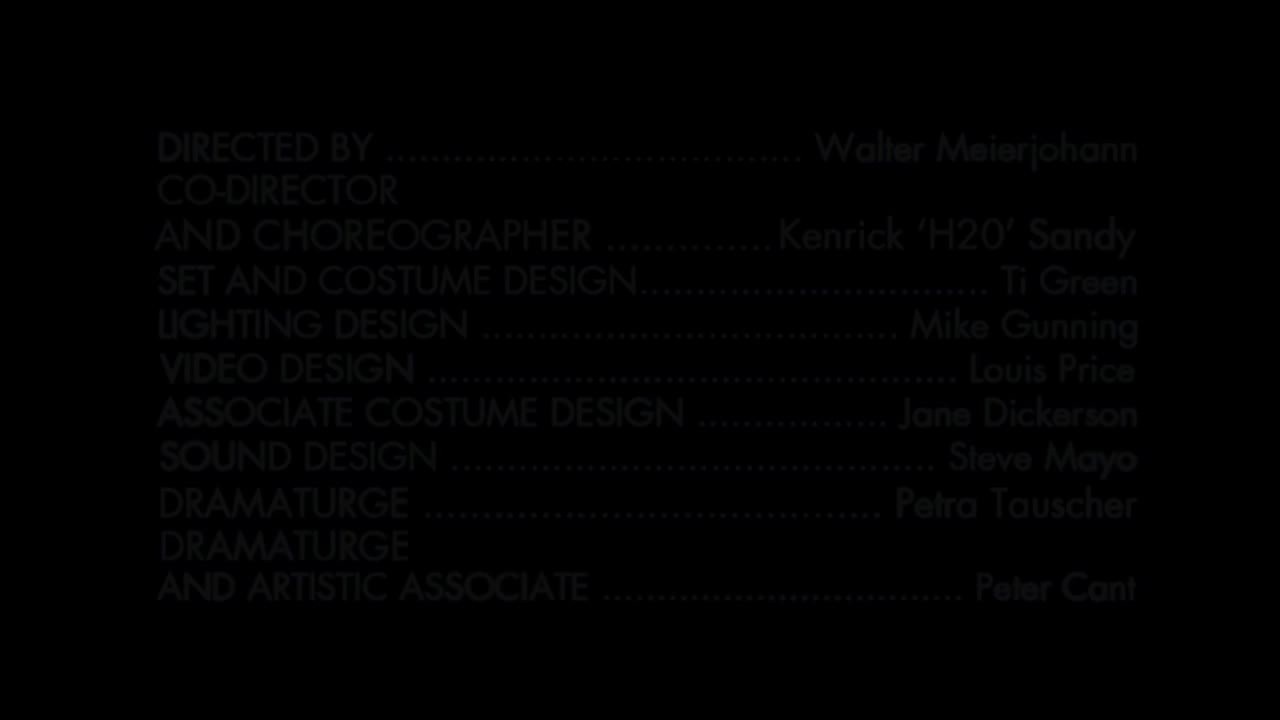 DIRECTED BY ..................................... Walter Meierjohann
CO-DIRECTOR
AND CHOREOGRAPHER .............. Kenrick ‘H20’ Sandy
SET AND COSTUME DESIGN............................... Ti Green
LIGHTING DESIGN ..................................... Mike Gunning
VIDEO DESIGN ............................................... Louis Price
ASSOCIATE COSTUME DESIGN ................. Jane Dickerson
SOUND DESIGN ........................................... Steve Mayo
DRAMATURGE ......................................... Petra Tauscher
DRAMATURGE
AND ARTISTIC ASSOCIATE ................................ Peter Cant